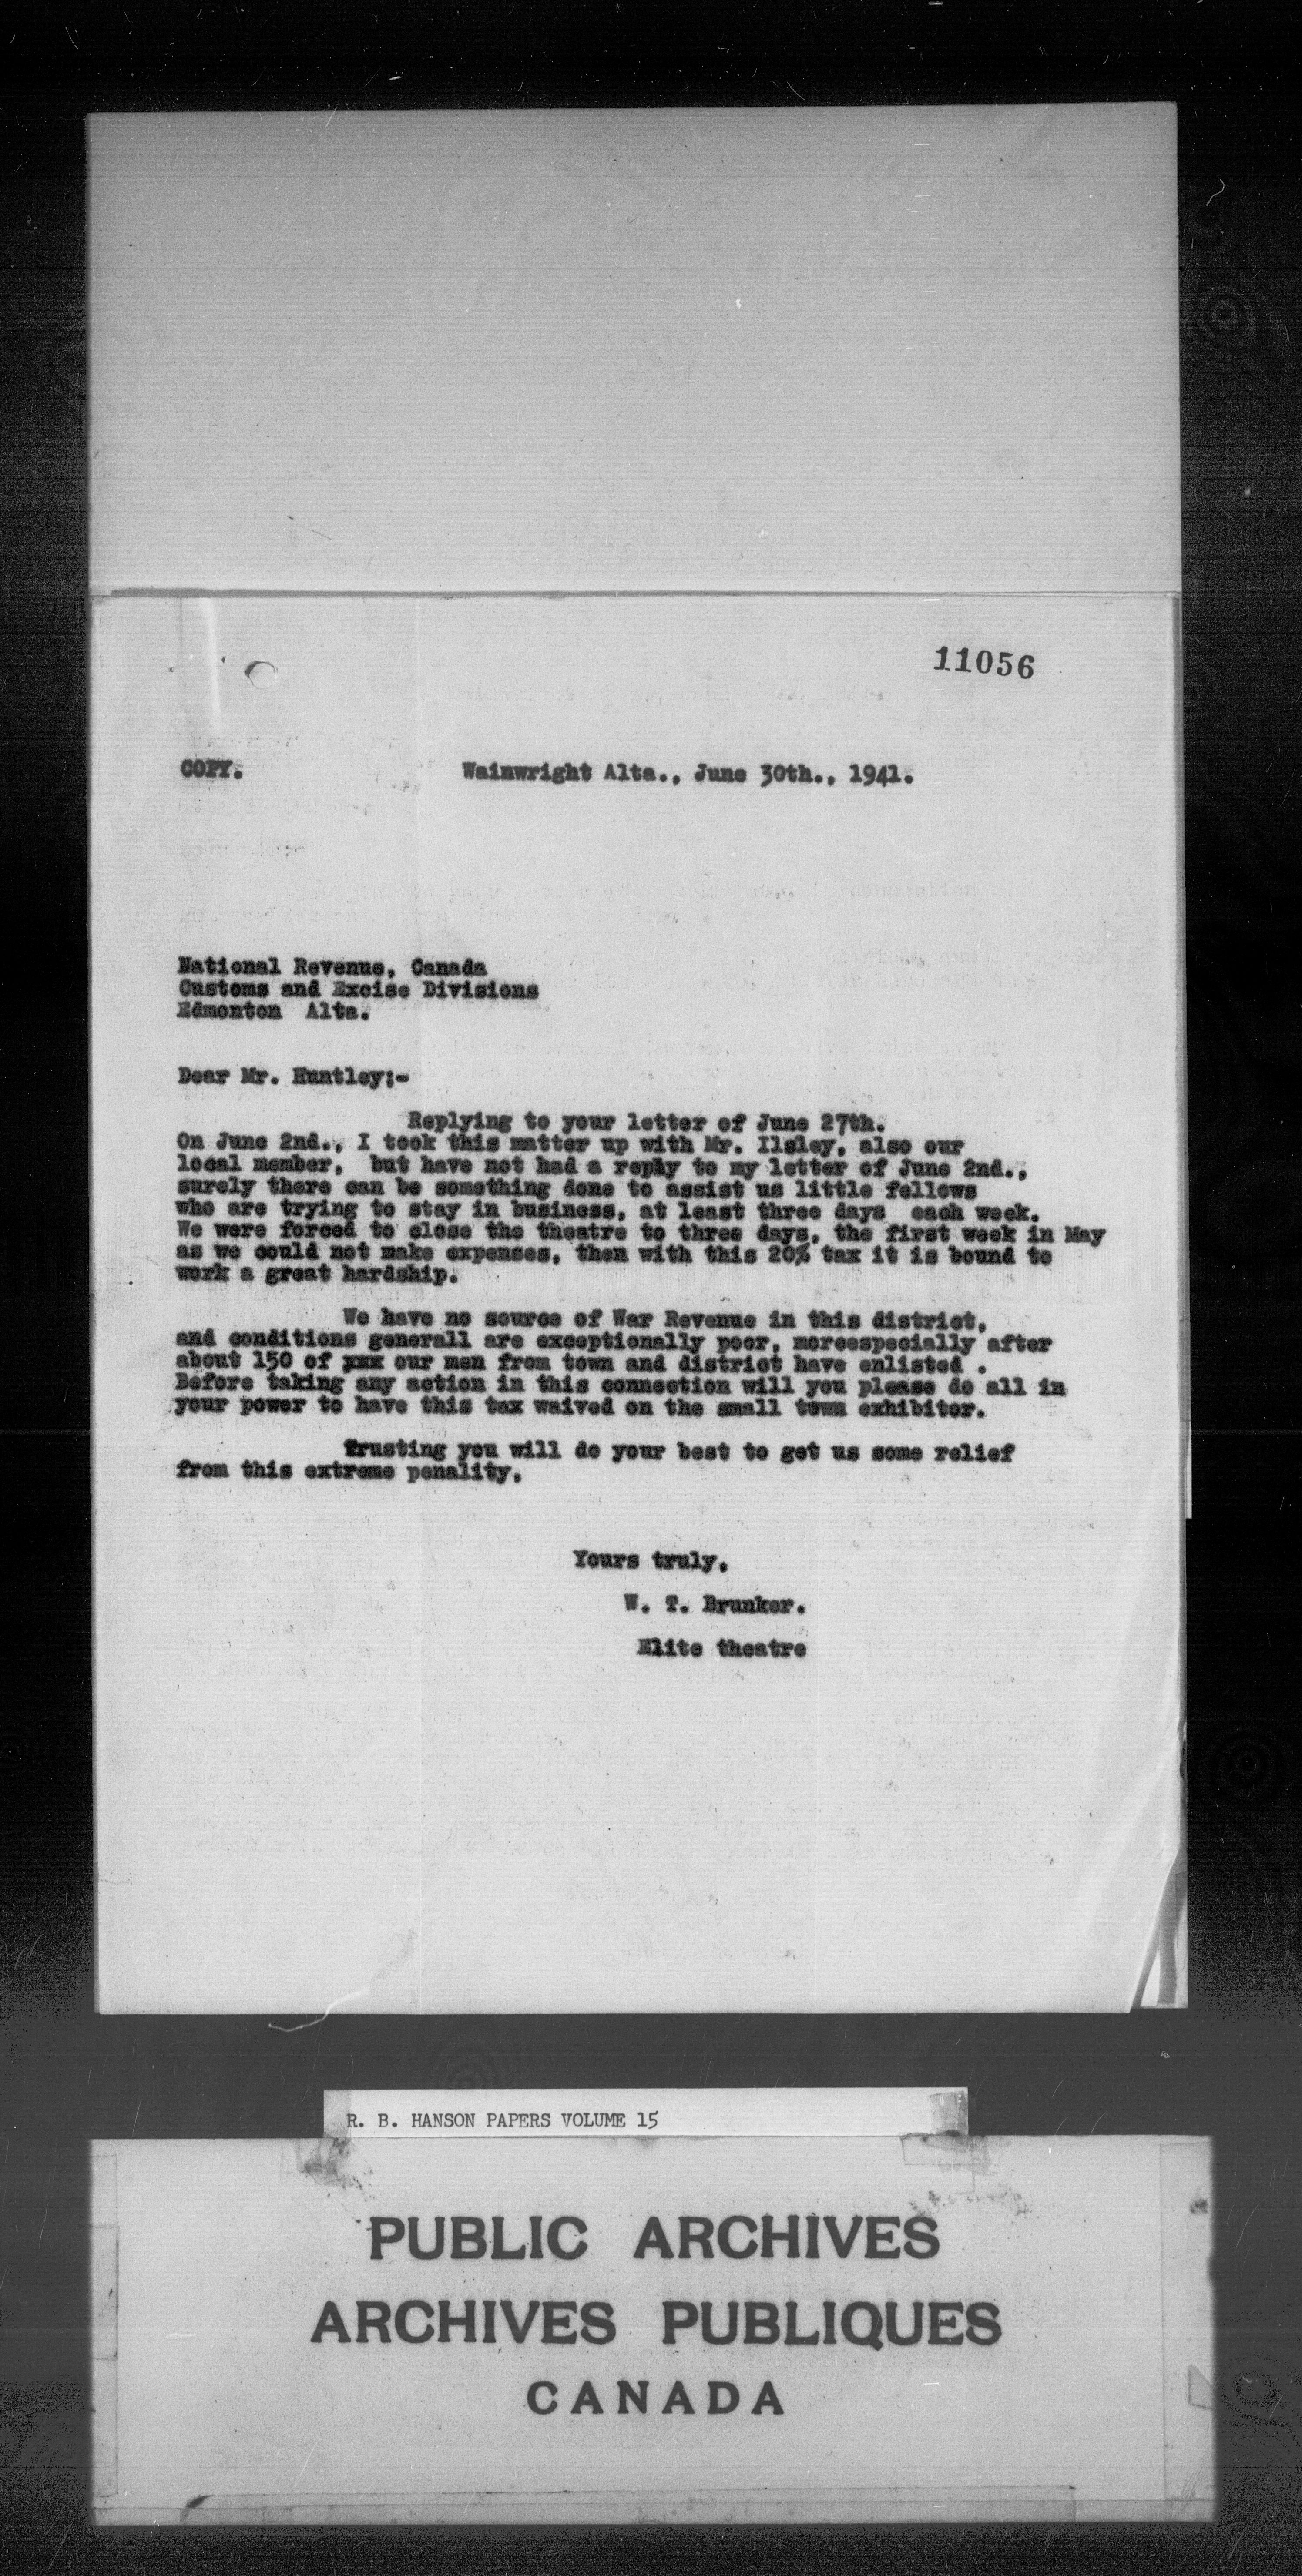 11056
COPY. Wainwright Alta., June 30th., 1941.
National Revenue, Canada
Customs and Excise Divisions
Edmonton Alta.
Dear Mr. Huntley;-
Replying to your letter of June 27th.
On June 2nd., I took this matter up with Mr. Ilsley, also our
local member, but have not had a reply to my letter of June 2nd.,
surely there can be something done to assist us little fellows
who are trying to stay in business, at least three days each week.
We were forced to close the theatre to three days, the first week in May
as we could not make expenses, then with this 20% tax it is bound to
work a great hardship.
We have no source of War Revenue in this district,
and conditions generall are exceptionally poor, moreespecially after
about 150 of xxx our men from town and district have enlisted .
Before taking any action in this connection will you please do all in
your power to have this tax waived on the small town exhibitor.
Trusting you will do your best to get us some relief
from this extreme penality.
Yours truly,
W. T. Brunker.
Elite theatre
R. B. HANSON PAPERS VOLUME 15
PUBLIC ARCHIVES
ARCHIVES PUBLIQUES
CANADA